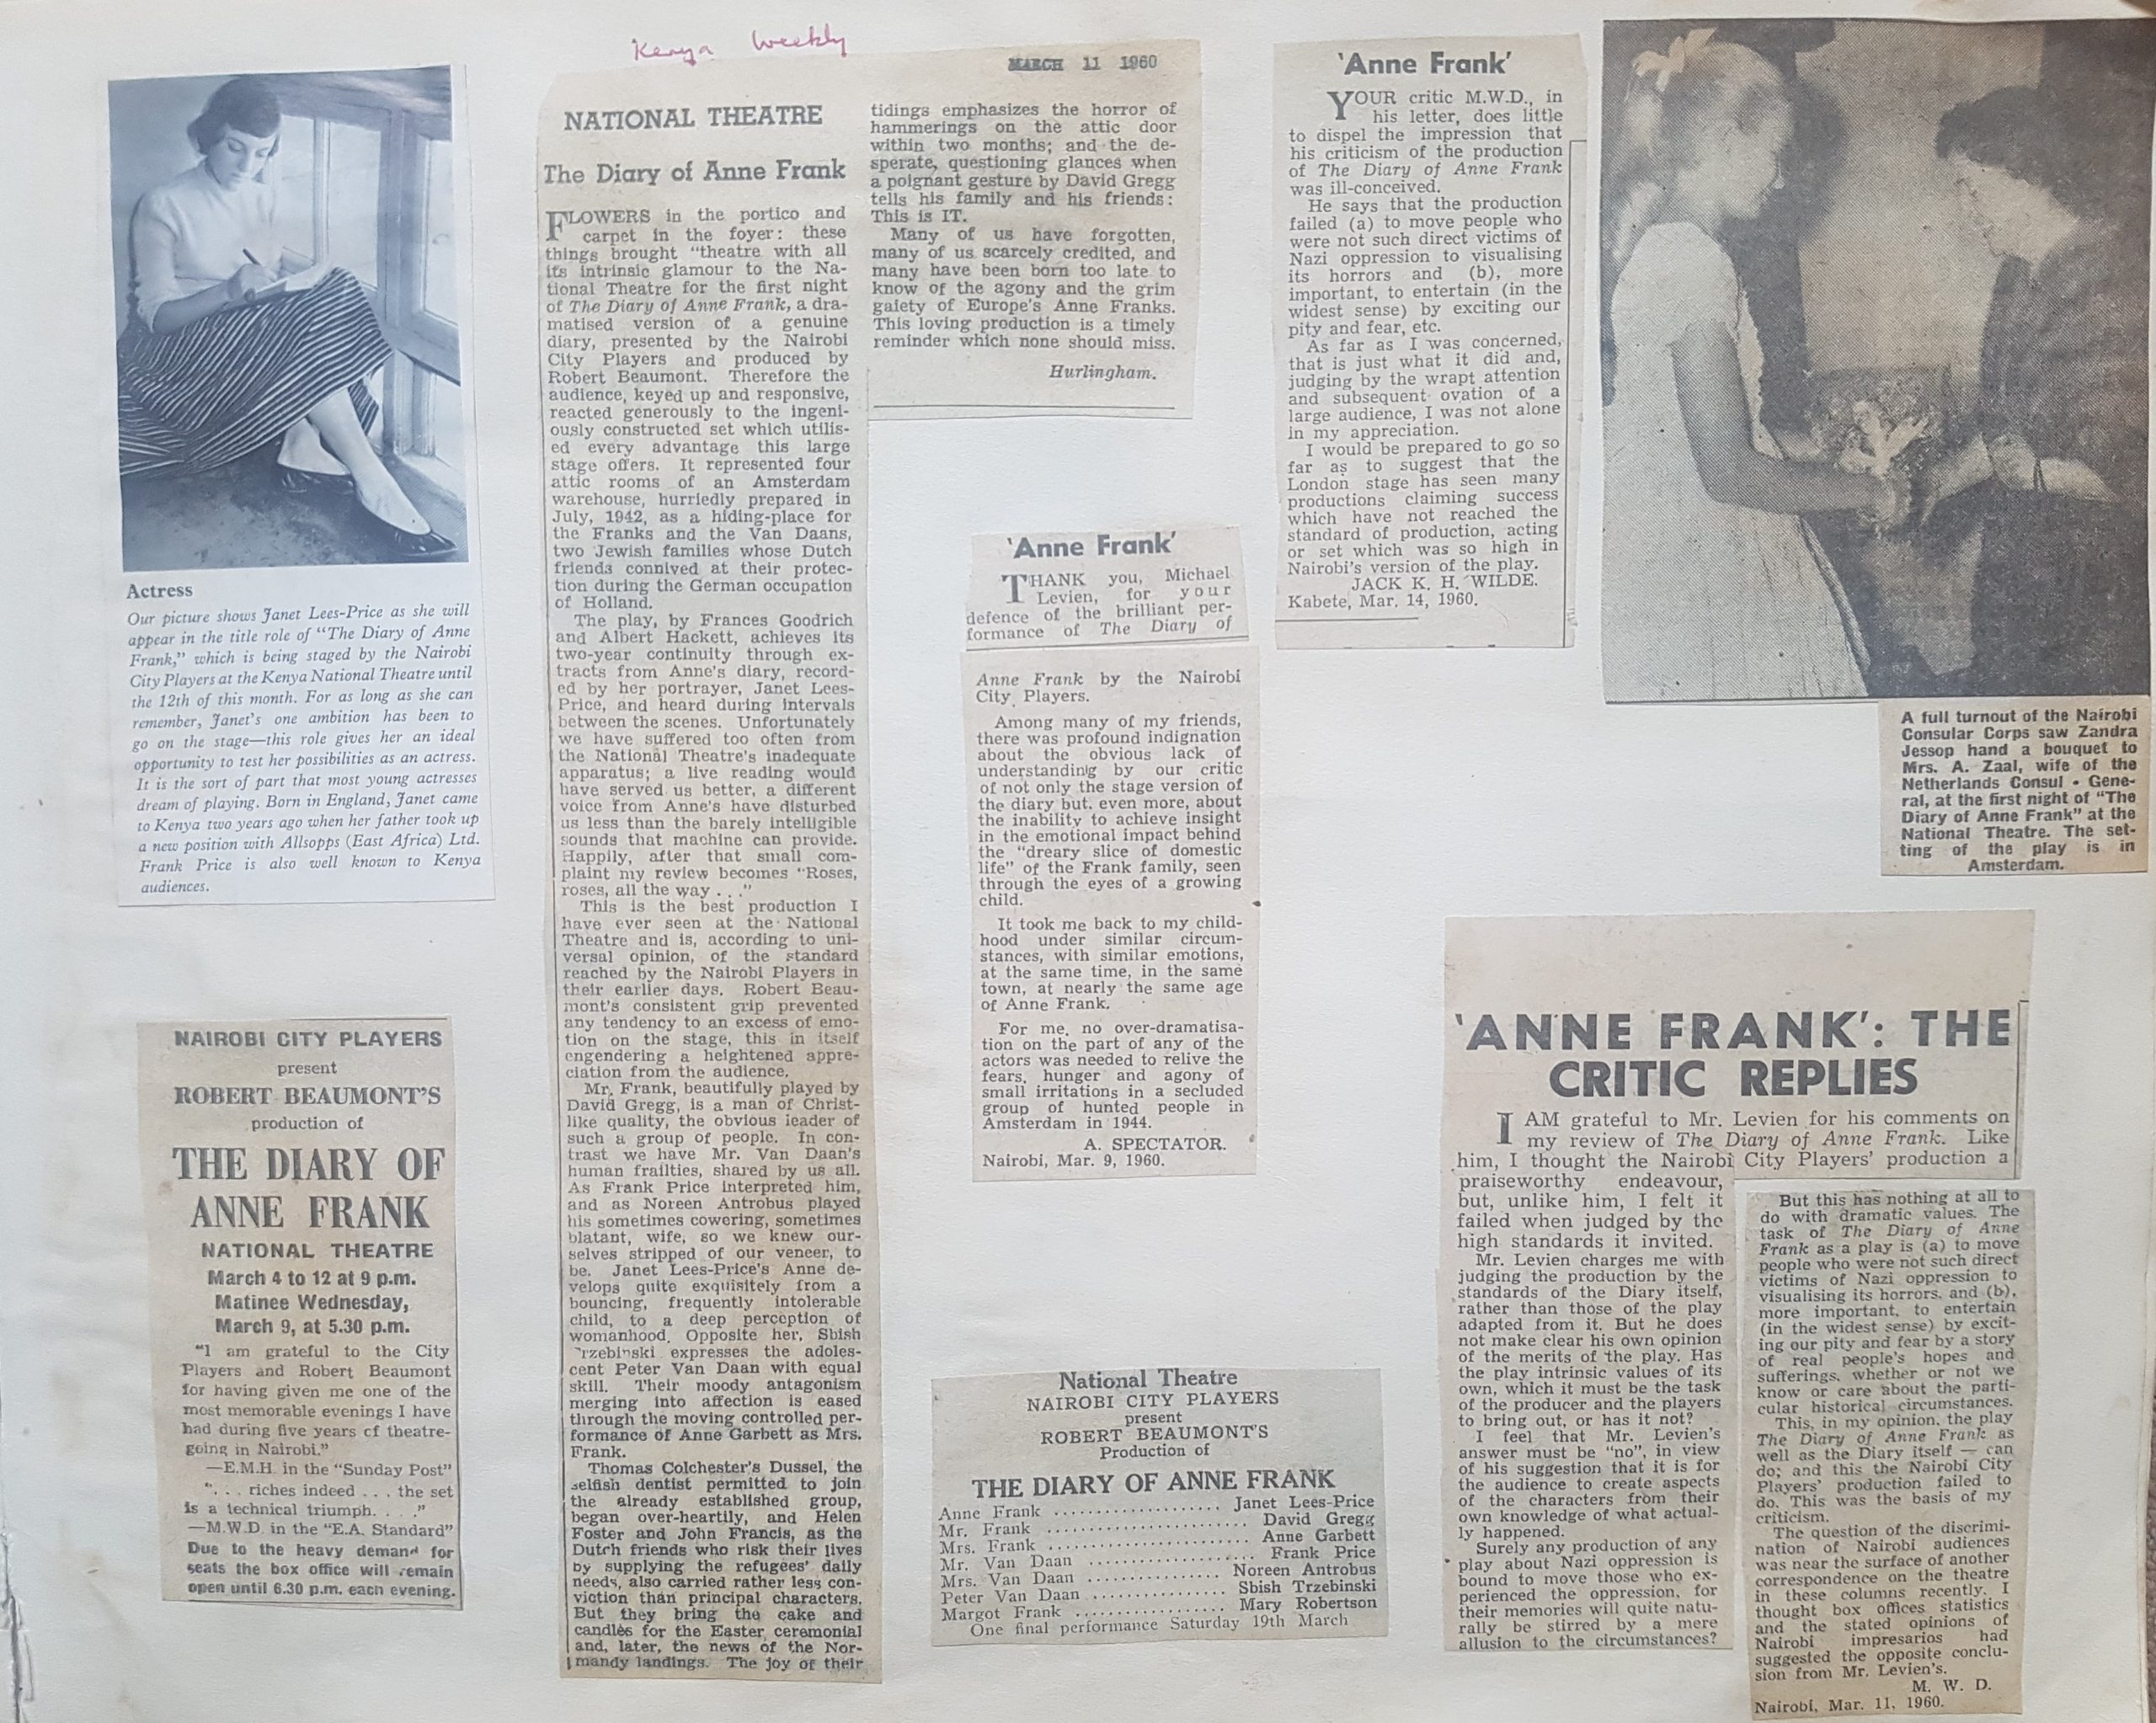 Kenya Weekly
MARCH 11 1960
Actress
Our picture shows Janet Lees-Price as she will
appear in the title role of "The Diary of Anne
Frank," which is being staged by the Nairobi
City Players at the Kenya National Theatre until
the 12th of this month. For as long as she can
remember, Janet's one ambition has been to
go on the stage—this role gives her an ideal
opportunity to test her possibilities as an actress.
It is the sort of part that most young actresses
dream of playing. Born in England, Janet came
to Kenya two years ago when her father took up
a new position with Allsopps (East Africa) Ltd.
Frank Price is also well known to Kenya
audiences.
NAIROBI CITY PLAYERS
present
ROBERT BEAUMONT'S
production of
THE DIARY OF
ANNE FRANK
NATIONAL THEATRE
March 4 to 12 at 9 p.m.
Matinee Wednesday,
March 9, at 5.30 p.m.
"I am grateful to the City
Players and Robert Beaumont
for having given me one of the
most memorable evenings I have
had during five years of theatre-
going in Nairobi."
—E.M.H. in the "Sunday Post"
". . . riches indeed . . . the set
is a technical triumph. . . ."
—M.W.D. in the "E.A. Standard"
Due to the heavy demand for
seats the box office will remain
open until 6.30 p.m. each evening.
NATIONAL THEATRE
The Diary of Anne Frank
FLOWERS in the portico and
carpet in the foyer: these
things brought "theatre with all
its intrinsic glamour to the Na-
tional Theatre for the first night
of The Diary of Anne Frank, a dra-
matised version of a genuine
diary, presented by the Nairobi
City Players and produced by
Robert Beaumont. Therefore the
audience, keyed up and responsive,
reacted generously to the ingeni-
ously constructed set which utilis-
ed every advantage this large
stage offers. It represented four
attic rooms of an Amsterdam
warehouse, hurriedly prepared in
July, 1942, as a hiding-place for
the Franks and the Van Daans,
two Jewish families whose Dutch
friends connived at their protec-
tion during the German occupation
of Holland.
The play, by Frances Goodrich
and Albert Hackett, achieves its
two-year continuity through ex-
tracts from Anne's diary, record-
ed by her portrayer, Janet Lees-
Price, and heard during intervals
between the scenes. Unfortunately
we have suffered too often from
the National Theatre's inadequate
apparatus; a live reading would
have served us better, a different
voice from Anne's have disturbed
us less than the barely intelligible
sounds that machine can provide.
Happily, after that small com-
plaint my review becomes "Roses,
roses, all the way . . ."
This is the best production I
have ever seen at the National
Theatre and is, according to uni-
versal opinion, of the standard
reached by the Nairobi Players in
their earlier days. Robert Beau-
mont's consistent grip prevented
any tendency to an excess of emo-
tion on the stage, this in itself
engendering a heightened appre-
ciation from the audience.
Mr. Frank, beautifully played by
David Gregg, is a man of Christ-
like quality, the obvious leader of
such a group of people. In con-
trast we have Mr. Van Daan's
human frailties, shared by us all.
As Frank Price interpreted him,
and as Noreen Antrobus played
his sometimes cowering, sometimes
blatant, wife, so we knew our-
selves stripped of our veneer, to
be. Janet Lees-Price's Anne de-
velops quite exquisitely from a
bouncing, frequently intolerable
child, to a deep perception of
womanhood. Opposite her, Sbish
Trzebinski expresses the adoles-
cent Peter Van Daan with equal
skill. Their moody antagonism
merging into affection is eased
through the moving controlled per-
formance of Anne Garbett as Mrs.
Frank.
Thomas Colchester's Dussel, the
selfish dentist permitted to join
the already established group,
began over-heartily, and Helen
Foster and John Francis, as the
Dutch friends who risk their lives
by supplying the refugees' daily
needs, also carried rather less con-
viction than principal characters.
But they bring the cake and
candles for the Easter ceremonial
and, later, the news of the Nor-
mandy landings. The joy of their
tidings emphasizes the horror of
hammerings on the attic door
within two months; and the de-
sperate, questioning glances when
a poignant gesture by David Gregg
tells his family and his friends:
This is IT.
Many of us have forgotten,
many of us scarcely credited, and
many have been born too late to
know of the agony and the grim
gaiety of Europe's Anne Franks.
This loving production is a timely
reminder which none should miss.
Hurlingham.
'Anne Frank'
THANK you, Michael
Levien, for your
defence of the brilliant per-
formance of The Diary of
Anne Frank by the Nairobi
City Players.
Among many of my friends,
there was profound indignation
about the obvious lack of
understanding by our critic
of not only the stage version of
the diary but, even more, about
the inability to achieve insight
in the emotional impact behind
the "dreary slice of domestic
life" of the Frank family, seen
through the eyes of a growing
child.
It took me back to my child-
hood under similar circum-
stances, with similar emotions,
at the same time, in the same
town, at nearly the same age
of Anne Frank.
For me, no over-dramatisa-
tion on the part of any of the
actors was needed to relive the
fears, hunger and agony of
small irritations in a secluded
group of hunted people in
Amsterdam in 1944.
A. SPECTATOR.
Nairobi, Mar. 9, 1960.
National Theatre
NAIROBI CITY PLAYERS
present
ROBERT BEAUMONT'S
Production of
THE DIARY OF ANNE FRANK
Anne Frank .......................... Janet Lees-Price
Mr. Frank .......................... David Gregg
Mrs. Frank .......................... Anne Garbett
Mr. Van Daan .......................... Frank Price
Mrs. Van Daan .......................... Noreen Antrobus
Peter Van Daan .......................... Sbish Trzebinski
Margot Frank .......................... Mary Robertson
One final performance Saturday 19th March
'Anne Frank'
YOUR critic M.W.D., in
his letter, does little
to dispel the impression that
his criticism of the production
of The Diary of Anne Frank
was ill-conceived.
He says that the production
failed (a) to move people who
were not such direct victims of
Nazi oppression to visualising
its horrors and (b), more
important, to entertain (in the
widest sense) by exciting our
pity and fear, etc.
As far as I was concerned,
that is just what it did and,
judging by the wrapt attention
and subsequent ovation of a
large audience, I was not alone
in my appreciation.
I would be prepared to go so
far as to suggest that the
London stage has seen many
productions claiming success
which have not reached the
standard of production, acting
or set which was so high in
Nairobi's version of the play.
JACK K. H. WILDE.
Kabete, Mar. 14, 1960.
A full turnout of the Nairobi
Consular Corps saw Zandra
Jessop hand a bouquet to
Mrs. A. Zaal, wife of the
Netherlands Consul - Gene-
ral, at the first night of "The
Diary of Anne Frank" at the
National Theatre. The set-
ting of the play is in
Amsterdam.
'ANNE FRANK': THE
CRITIC REPLIES
I AM grateful to Mr. Levien for his comments on
my review of The Diary of Anne Frank. Like
him, I thought the Nairobi City Players' production a
praiseworthy endeavour,
but, unlike him, I felt it
failed when judged by the
high standards it invited.
Mr. Levien charges me with
judging the production by the
standards of the Diary itself,
rather than those of the play
adapted from it. But he does
not make clear his own opinion
of the merits of the play. Has
the play intrinsic values of its
own, which it must be the task
of the producer and the players
to bring out, or has it not?
I feel that Mr. Levien's
answer must be "no", in view
of his suggestion that it is for
the audience to create aspects
of the characters from their
own knowledge of what actual-
ly happened.
Surely any production of any
play about Nazi oppression is
bound to move those who ex-
perienced the oppression, for
their memories will quite natu-
rally be stirred by a mere
allusion to the circumstances?
But this has nothing at all to
do with dramatic values. The
task of The Diary of Anne
Frank as a play is (a) to move
people who were not such direct
victims of Nazi oppression to
visualising its horrors, and (b),
more important, to entertain
(in the widest sense) by excit-
ing our pity and fear by a story
of real people's hopes and
sufferings, whether or not we
know or care about the parti-
cular historical circumstances.
This, in my opinion, the play
The Diary of Anne Frank as
well as the Diary itself — can
do; and this the Nairobi City
Players' production failed to
do. This was the basis of my
criticism.
The question of the discrimi-
nation of Nairobi audiences
was near the surface of another
correspondence on the theatre
in these columns recently. I
thought box offices statistics
and the stated opinions of
Nairobi impresarios had
suggested the opposite conclu-
sion from Mr. Levien's.
M. W. D.
Nairobi, Mar. 11, 1960.